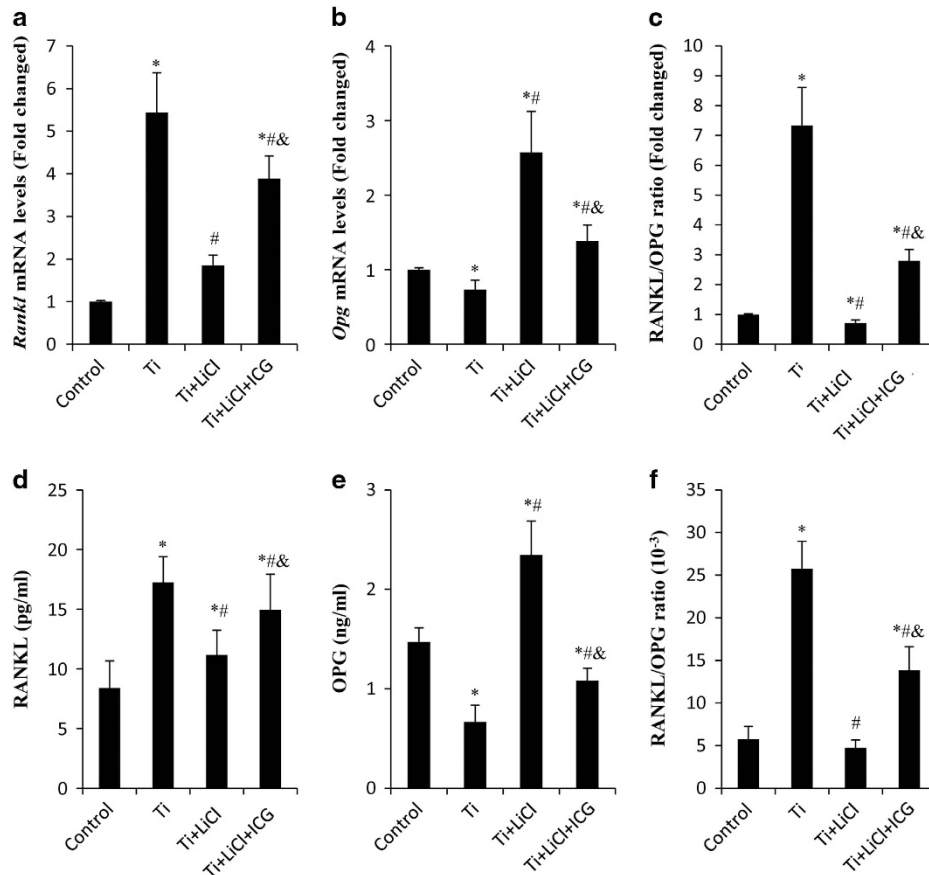 a
Rankl mRNA levels (Fold changed)
7
6
5
4
3
2
1
0
*
#
*#&
Control
Ti
Ti+LiCl
Ti+LiCl+ICG
b
Opg mRNA levels (Fold changed)
4
3
2
1
0
*
*#
*#&
Control
Ti
Ti+LiCl
Ti+LiCl+ICG
c
RANKL/OPG ratio (Fold changed)
10
9
8
7
6
5
4
3
2
1
0
*
*#
*#&
Control
Ti
Ti+LiCl
Ti+LiCl+ICG
d
RANKL (pg/ml)
25
20
15
10
5
0
*
*#
*#&
Control
Ti
Ti+LiCl
Ti+LiCl+ICG
e
OPG (ng/ml)
3
2
1
0
*
*#
*#&
Control
Ti
Ti+LiCl
Ti+LiCl+ICG
f
RANKL/OPG ratio (10⁻³)
35
30
25
20
15
10
5
0
*
#
*#&
Control
Ti
Ti+LiCl
Ti+LiCl+ICG